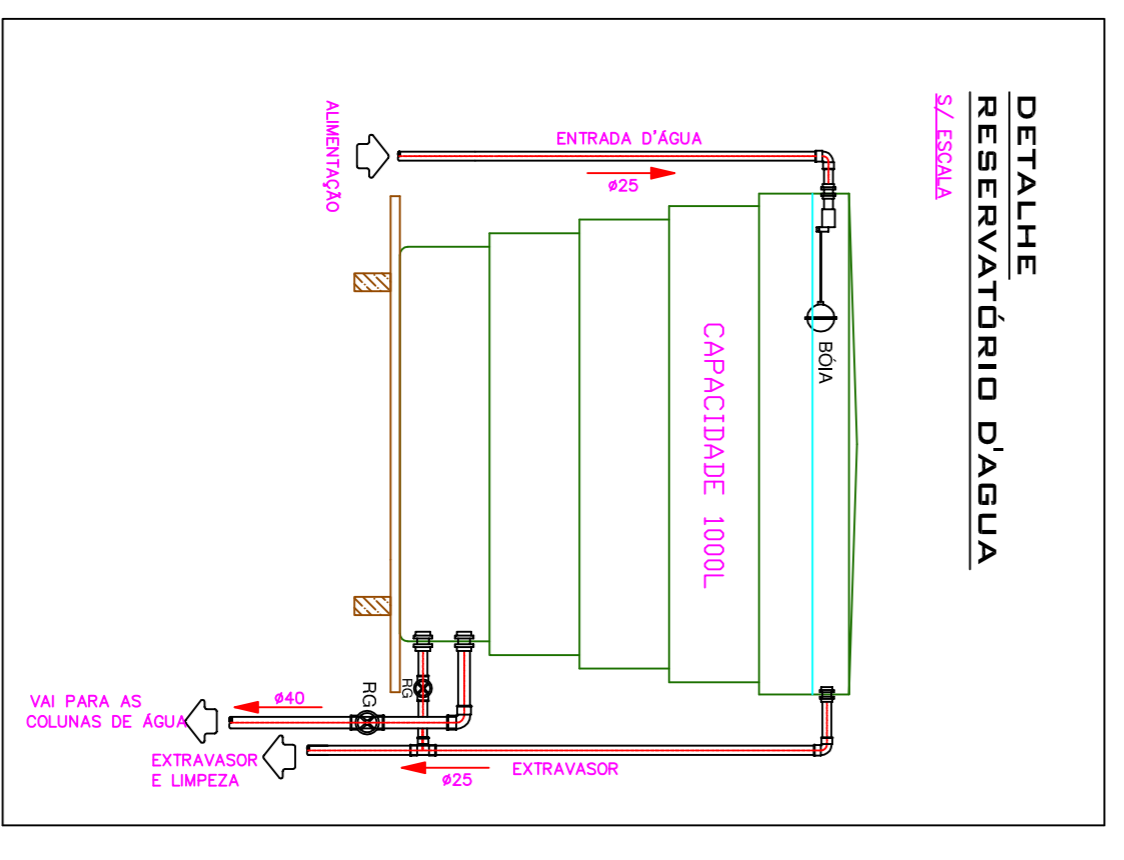 DETALHE
RESERVATÓRIO D'AGUA
S/ ESCALA
ENTRADA D'ÁGUA
ø25
ALIMENTAÇÃO
BÓIA
CAPACIDADE 1000L
RG
RG
ø40
VAI PARA AS
COLUNAS DE ÁGUA
EXTRAVASOR
E LIMPEZA
ø25
EXTRAVASOR